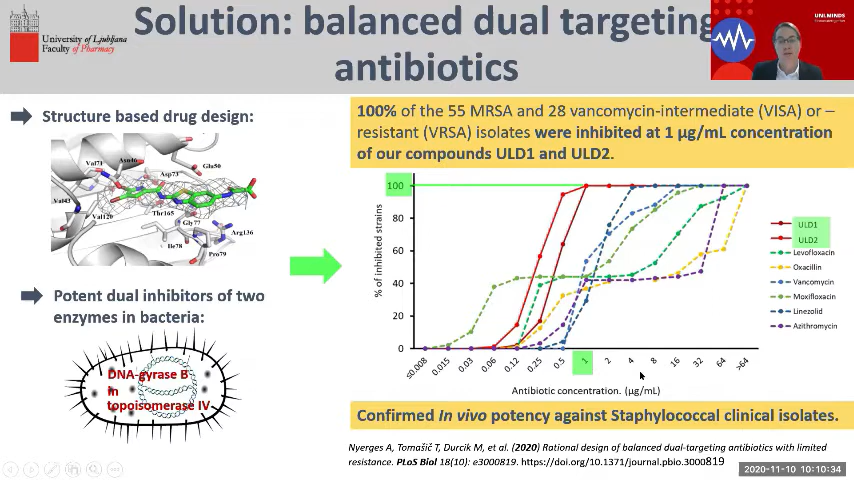 Solution: balanced dual targeting
antibiotics
University of Ljubljana
Faculty of Pharmacy
UNI.MINDS
Structure based drug design:
Asn46
Val71
Glu50
Asp73
Val43
Val120
Thr165
Gly77
Arg136
Ile78
Pro79
Potent dual inhibitors of two
enzymes in bacteria:
DNA-gyrase B
in
topoisomerase IV
100% of the 55 MRSA and 28 vancomycin-intermediate (VISA) or –
resistant (VRSA) isolates were inhibited at 1 µg/mL concentration
of our compounds ULD1 and ULD2.
% of inhibited strains
100
80
60
40
20
0
≤0.008
0.015
0.03
0.06
0.12
0.25
0.5
1
2
4
8
16
32
64
>64
Antibiotic concentration. (µg/mL)
ULD1
ULD2
Levofloxacin
Oxacillin
Vancomycin
Moxifloxacin
Linezolid
Azithromycin
Confirmed In vivo potency against Staphylococcal clinical isolates.
Nyerges A, Tomašič T, Durcik M, et al. (2020) Rational design of balanced dual-targeting antibiotics with limited
resistance. PLoS Biol 18(10): e3000819. https://doi.org/10.1371/journal.pbio.3000819
2020-11-10 10:10:34